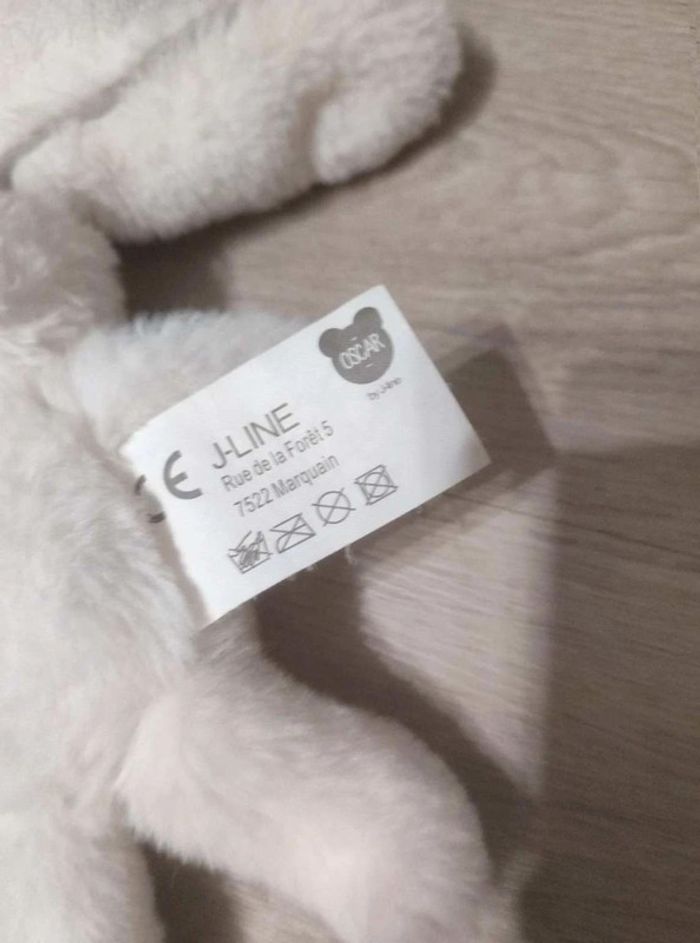 OSCAR
by J-line
CE
J-LINE
Rue de la Forêt 5
7522 Marquain